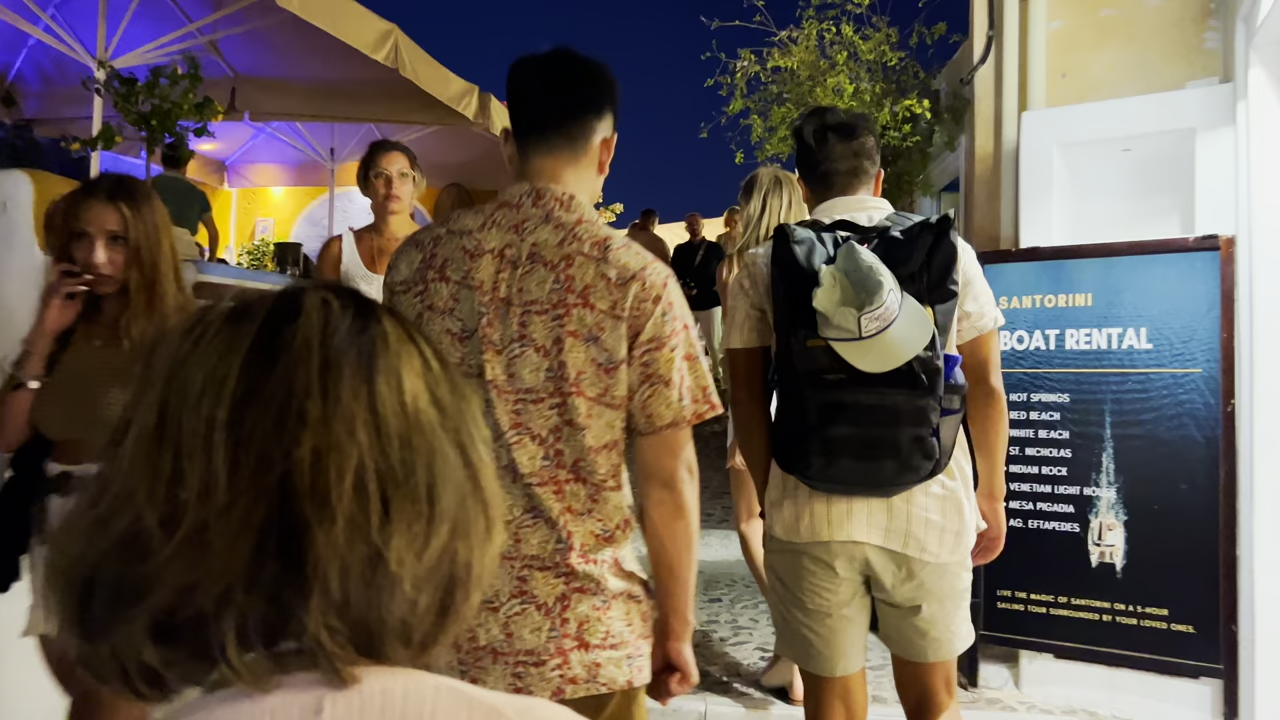 SANTORINI
BOAT RENTAL
HOT SPRINGS
RED BEACH
WHITE BEACH
ST. NICHOLAS
INDIAN ROCK
VENETIAN LIGHT HOUSE
MESA PIGADIA
AG. EFTAPEDES
LIVE THE MAGIC OF SANTORINI ON A 5-HOUR
SAILING TOUR SURROUNDED BY YOUR LOVED ONES.